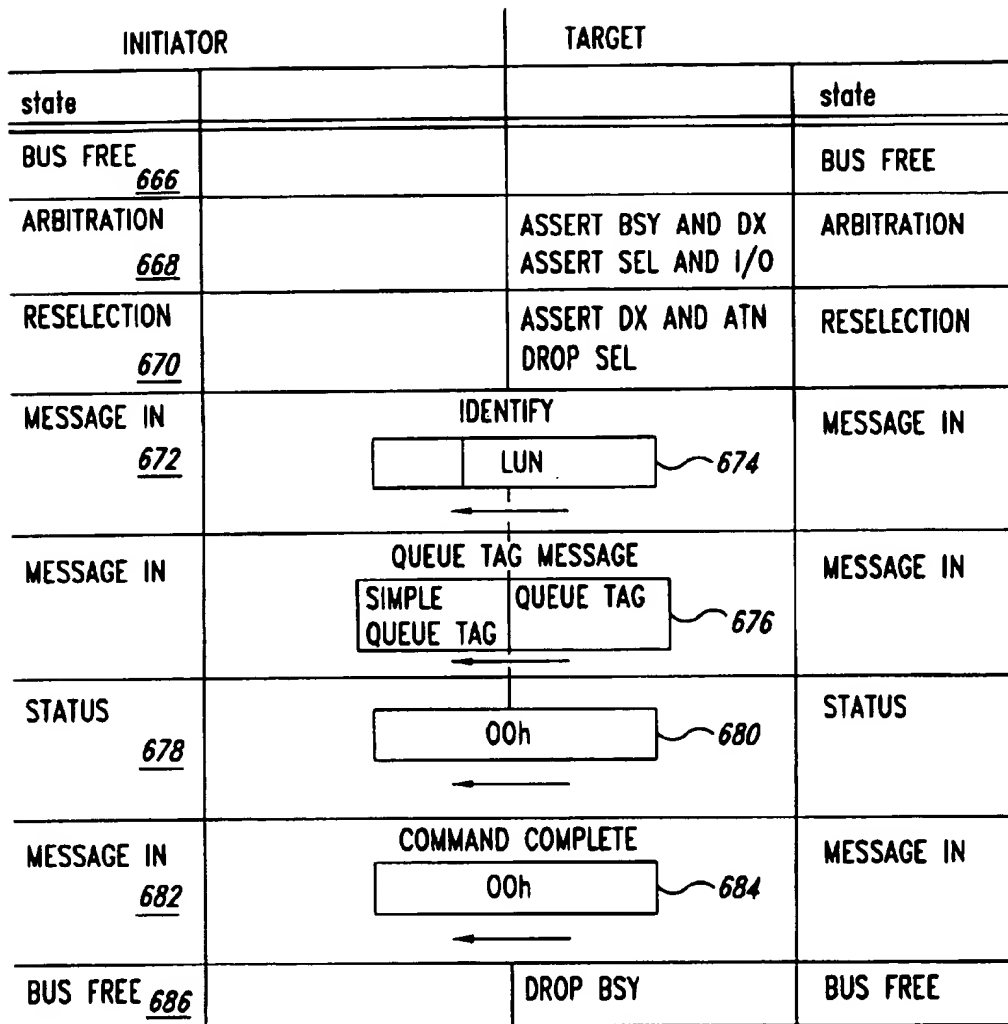 INITIATOR TARGET
state state
BUS FREE 666 BUS FREE
ARBITRATION ASSERT BSY AND DX ARBITRATION
668 ASSERT SEL AND I/O
RESELECTION ASSERT DX AND ATN RESELECTION
670 DROP SEL
MESSAGE IN IDENTIFY MESSAGE IN
672 LUN 674
MESSAGE IN QUEUE TAG MESSAGE MESSAGE IN
SIMPLE QUEUE TAG
QUEUE TAG 676
STATUS STATUS
678 00h 680
MESSAGE IN COMMAND COMPLETE MESSAGE IN
682 00h 684
BUS FREE 686 DROP BSY BUS FREE